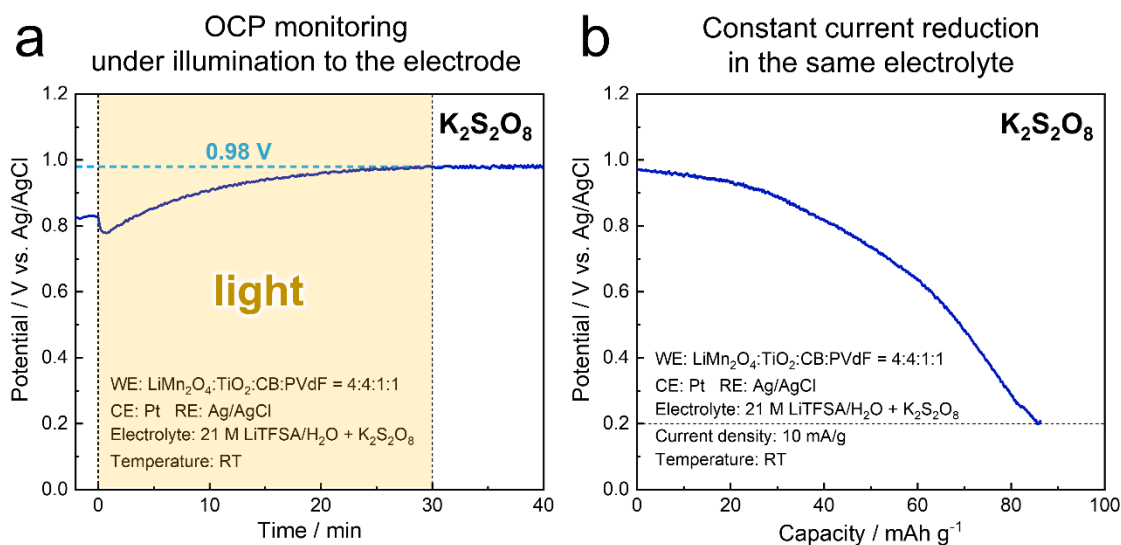 a
OCP monitoring
under illumination to the electrode
K₂S₂O₈
0.98 V
light
WE: LiMn₂O₄:TiO₂:CB:PVdF = 4:4:1:1
CE: Pt RE: Ag/AgCl
Electrolyte: 21 M LiTFSA/H₂O + K₂S₂O₈
Temperature: RT
Potential / V vs. Ag/AgCl
1.2
1.0
0.8
0.6
0.4
0.2
0.0
0
10
20
30
40
Time / min
b
Constant current reduction
in the same electrolyte
K₂S₂O₈
WE: LiMn₂O₄:TiO₂:CB:PVdF = 4:4:1:1
CE: Pt RE: Ag/AgCl
Electrolyte: 21 M LiTFSA/H₂O + K₂S₂O₈
Current density: 10 mA/g
Temperature: RT
Potential / V vs. Ag/AgCl
1.2
1.0
0.8
0.6
0.4
0.2
0.0
0
20
40
60
80
100
Capacity / mAh g⁻¹